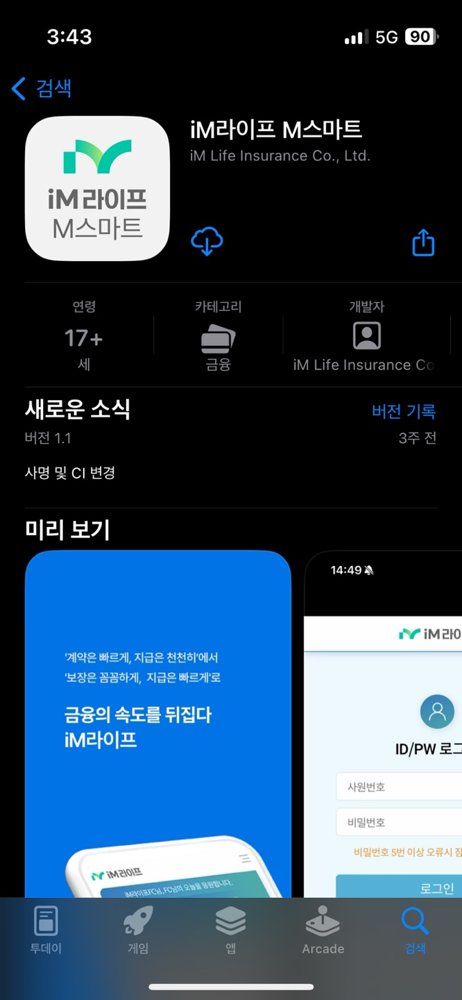 3:43
5G
90
검색
iM라이프
M스마트
iM라이프 M스마트
iM Life Insurance Co., Ltd.
연령
17+
세
카테고리
금융
개발자
iM Life Insurance Co
새로운 소식
버전 기록
버전 1.1
3주 전
사명 및 CI 변경
미리 보기
'계약은 빠르게, 지급은 천천히'에서
'보장은 꼼꼼하게, 지급은 빠르게'로
금융의 속도를 뒤집다
iM라이프
iM라이프
iM라이프FC님, FC님의 오늘을 응원합니다.
14:49
iM라이
ID/PW 로그
사원번호
비밀번호
비밀번호 5번 이상 오류시 잠
로그인
투데이
게임
앱
Arcade
검색